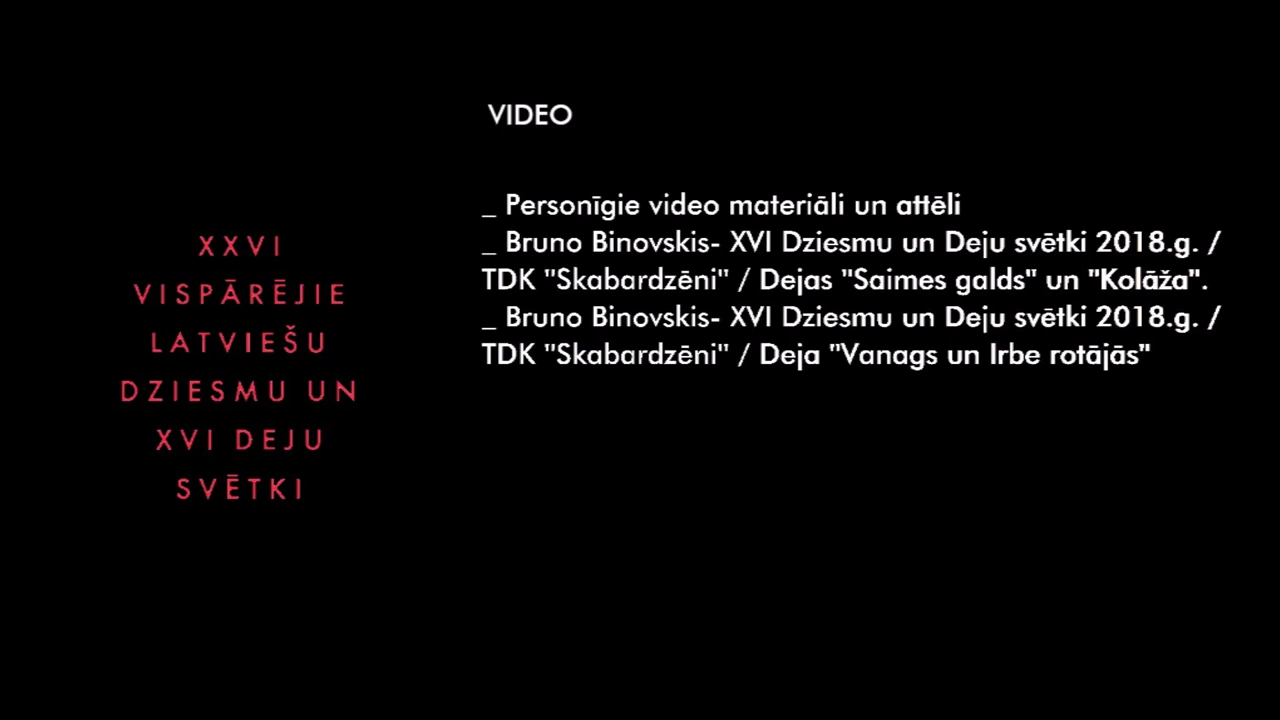 XXVI
VISPĀRĒJIE
LATVIEŠU
DZIESMU UN
XVI DEJU
SVĒTKI
VIDEO
_ Personīgie video materiāli un attēli
_ Bruno Binovskis- XVI Dziesmu un Deju svētki 2018.g. /
TDK "Skabardzēni" / Dejas "Saimes galds" un "Kolāža".
_ Bruno Binovskis- XVI Dziesmu un Deju svētki 2018.g. /
TDK "Skabardzēni" / Deja "Vanags un Irbe rotājās"